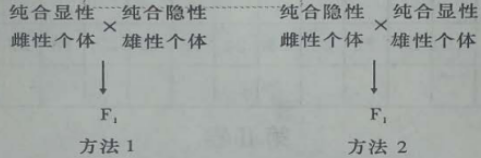 纯合显性 纯合隐性 纯合隐性 纯合显性
× ×
雌性个体 雄性个体 雌性个体 雄性个体
F₁ F₁
方法 1 方法 2